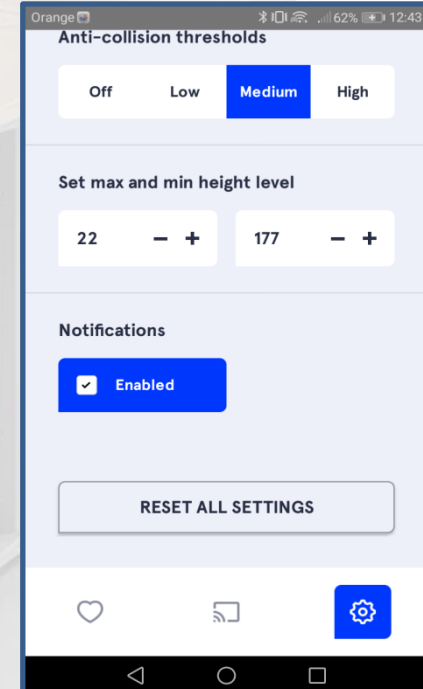 Orange 62% 12:43
Anti-collision thresholds
Off Low Medium High
Set max and min height level
22 - + 177 - +
Notifications
Enabled
RESET ALL SETTINGS